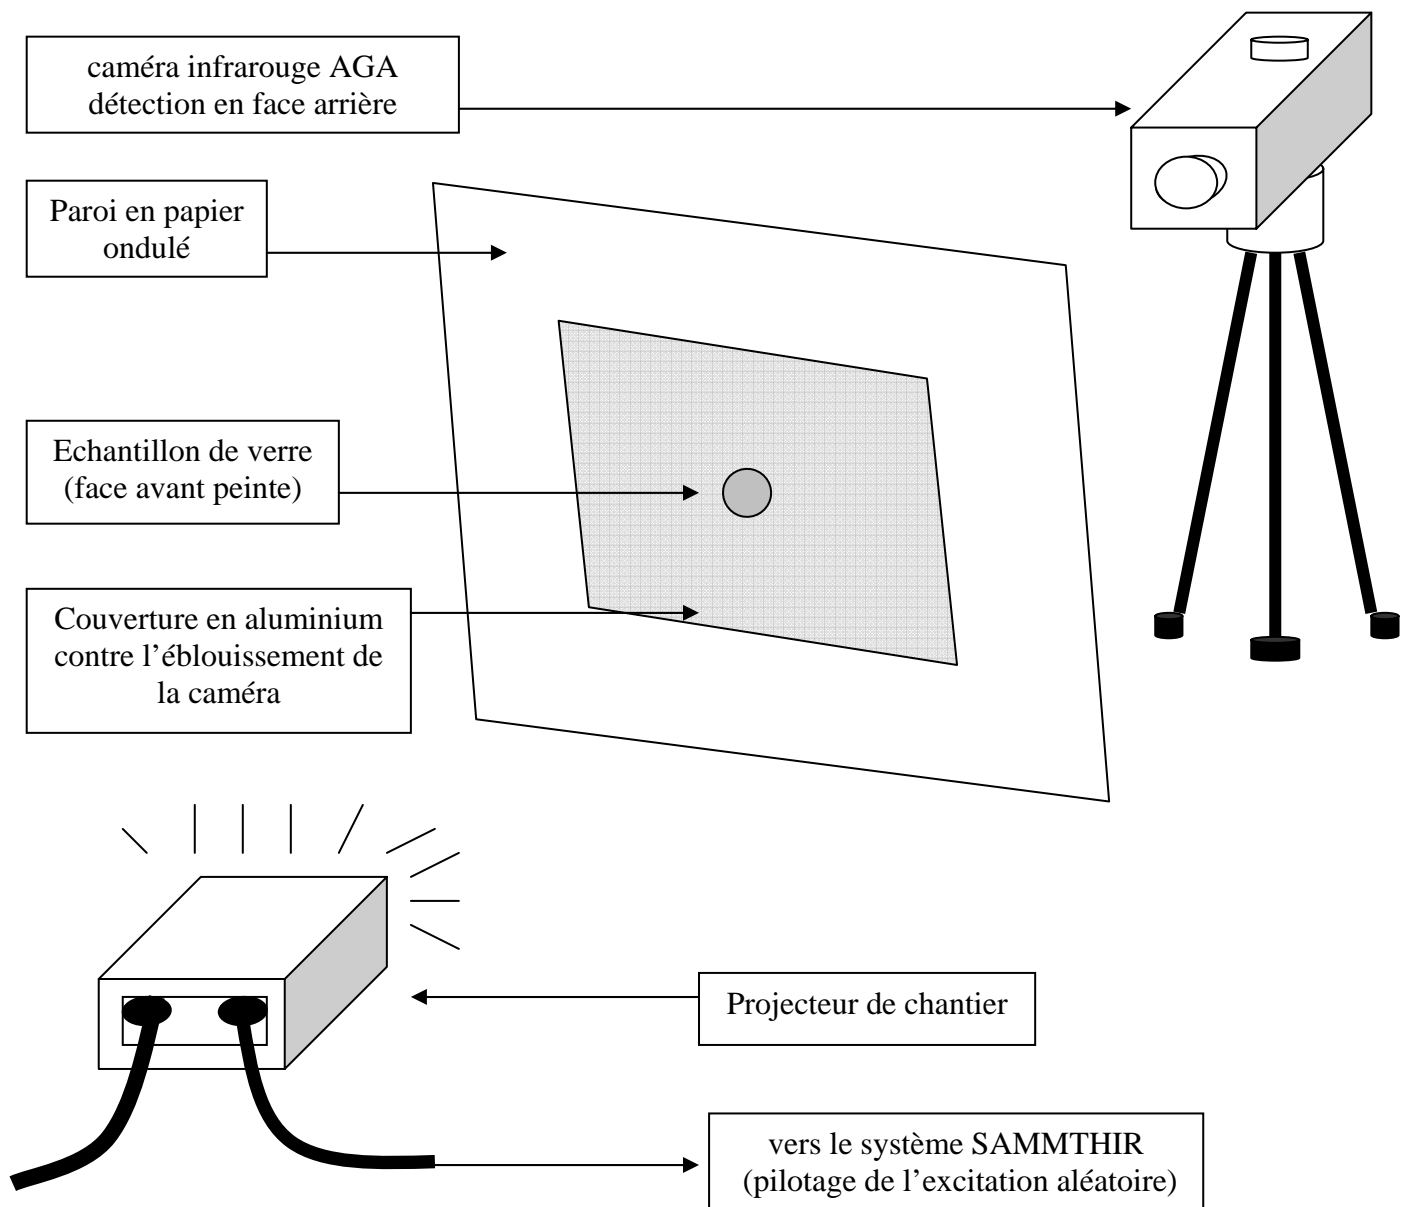 caméra infrarouge AGA
détection en face arrière
Paroi en papier
ondulé
Echantillon de verre
(face avant peinte)
Couverture en aluminium
contre l’éblouissement de
la caméra
Projecteur de chantier
vers le système SAMMTHIR
(pilotage de l’excitation aléatoire)